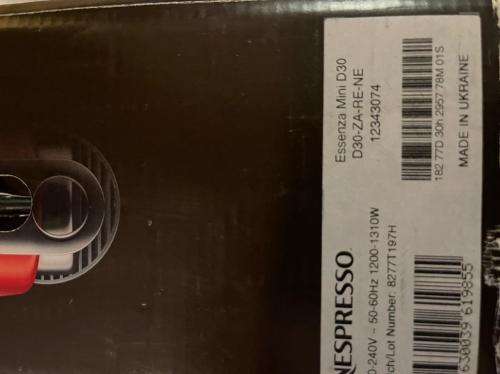 Essenza Mini D30
D30-ZA-RE-NE
12343074
182 77D 30h 2957 78M 01S
MADE IN UKRAINE
NESPRESSO
0-240V ~ 50-60Hz 1200-1310W
ch/Lot Number: 8277T197H
630039 619855